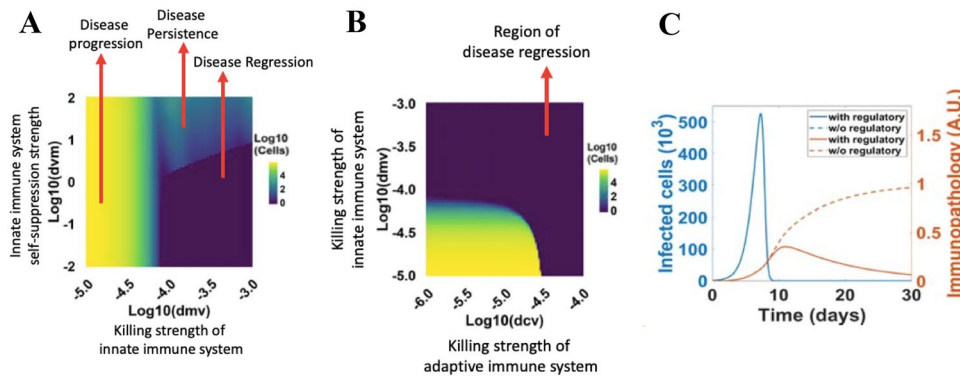 A
Disease
progression
Disease
Persistence
Disease Regression
Innate immune system
self-suppression strength
Log10(dvm)
2
1
0
-1
-2
-5.0
-4.5
-4.0
-3.5
-3.0
Log10(dmv)
Killing strength of
innate immune system
Log10
(Cells)
4
2
0
B
Region of
disease regression
Killing strength of
innate immune system
Log10(dmv)
-3.0
-3.5
-4.0
-4.5
-5.0
-6.0
-5.5
-5.0
-4.5
-4.0
Log10(dcv)
Killing strength of
adaptive immune system
Log10
(Cells)
4
2
0
C
Infected cells (10³)
500
400
300
200
100
0
with regulatory
w/o regulatory
with regulatory
w/o regulatory
Immunopathology (A.U.)
1.5
1
0.5
0
0
10
20
30
Time (days)